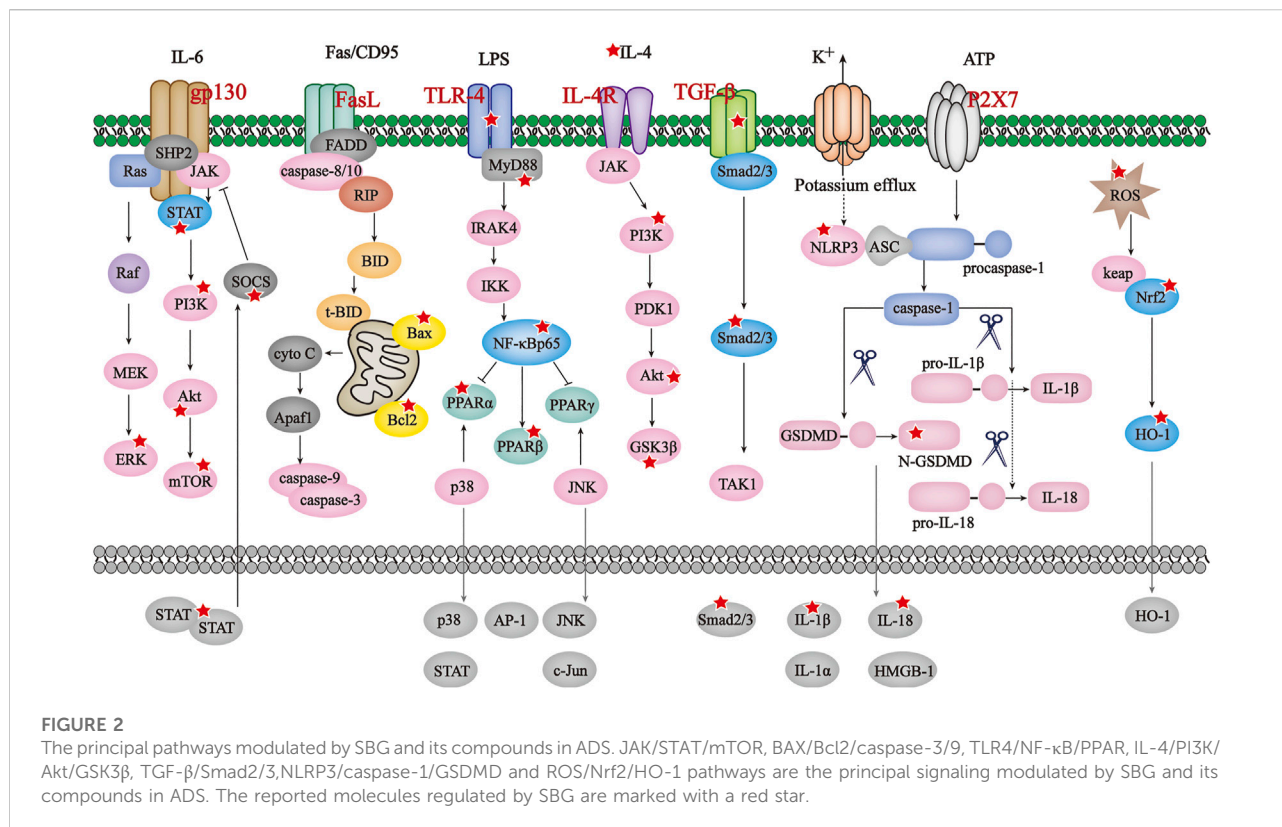 IL-6
Fas/CD95
LPS
IL-4
K+
ATP
gp130
FasL
TLR-4
IL-4R
TGF-β
P2X7
SHP2
Ras
JAK
STAT
FADD
caspase-8/10
RIP
MyD88
JAK
Smad2/3
Potassium efflux
ROS
Raf
SOCS
PI3K
BID
t-BID
IRAK4
IKK
PI3K
PDK1
NLRP3
ASC
procaspase-1
keap
Nrf2
MEK
Akt
ERK
mTOR
cyto C
Bax
Apaf1
Bcl2
caspase-9
caspase-3
NF-κBp65
PPARα
PPARγ
PPARβ
p38
JNK
Akt
GSK3β
Smad2/3
TAK1
caspase-1
pro-IL-1β
IL-1β
GSDMD
N-GSDMD
pro-IL-18
IL-18
HO-1
STAT
STAT
p38
AP-1
JNK
STAT
c-Jun
Smad2/3
IL-1β
IL-18
IL-1α
HMGB-1
HO-1
FIGURE 2
The principal pathways modulated by SBG and its compounds in ADS. JAK/STAT/mTOR, BAX/Bcl2/caspase-3/9, TLR4/NF-κB/PPAR, IL-4/PI3K/
Akt/GSK3β, TGF-β/Smad2/3,NLRP3/caspase-1/GSDMD and ROS/Nrf2/HO-1 pathways are the principal signaling modulated by SBG and its
compounds in ADS. The reported molecules regulated by SBG are marked with a red star.